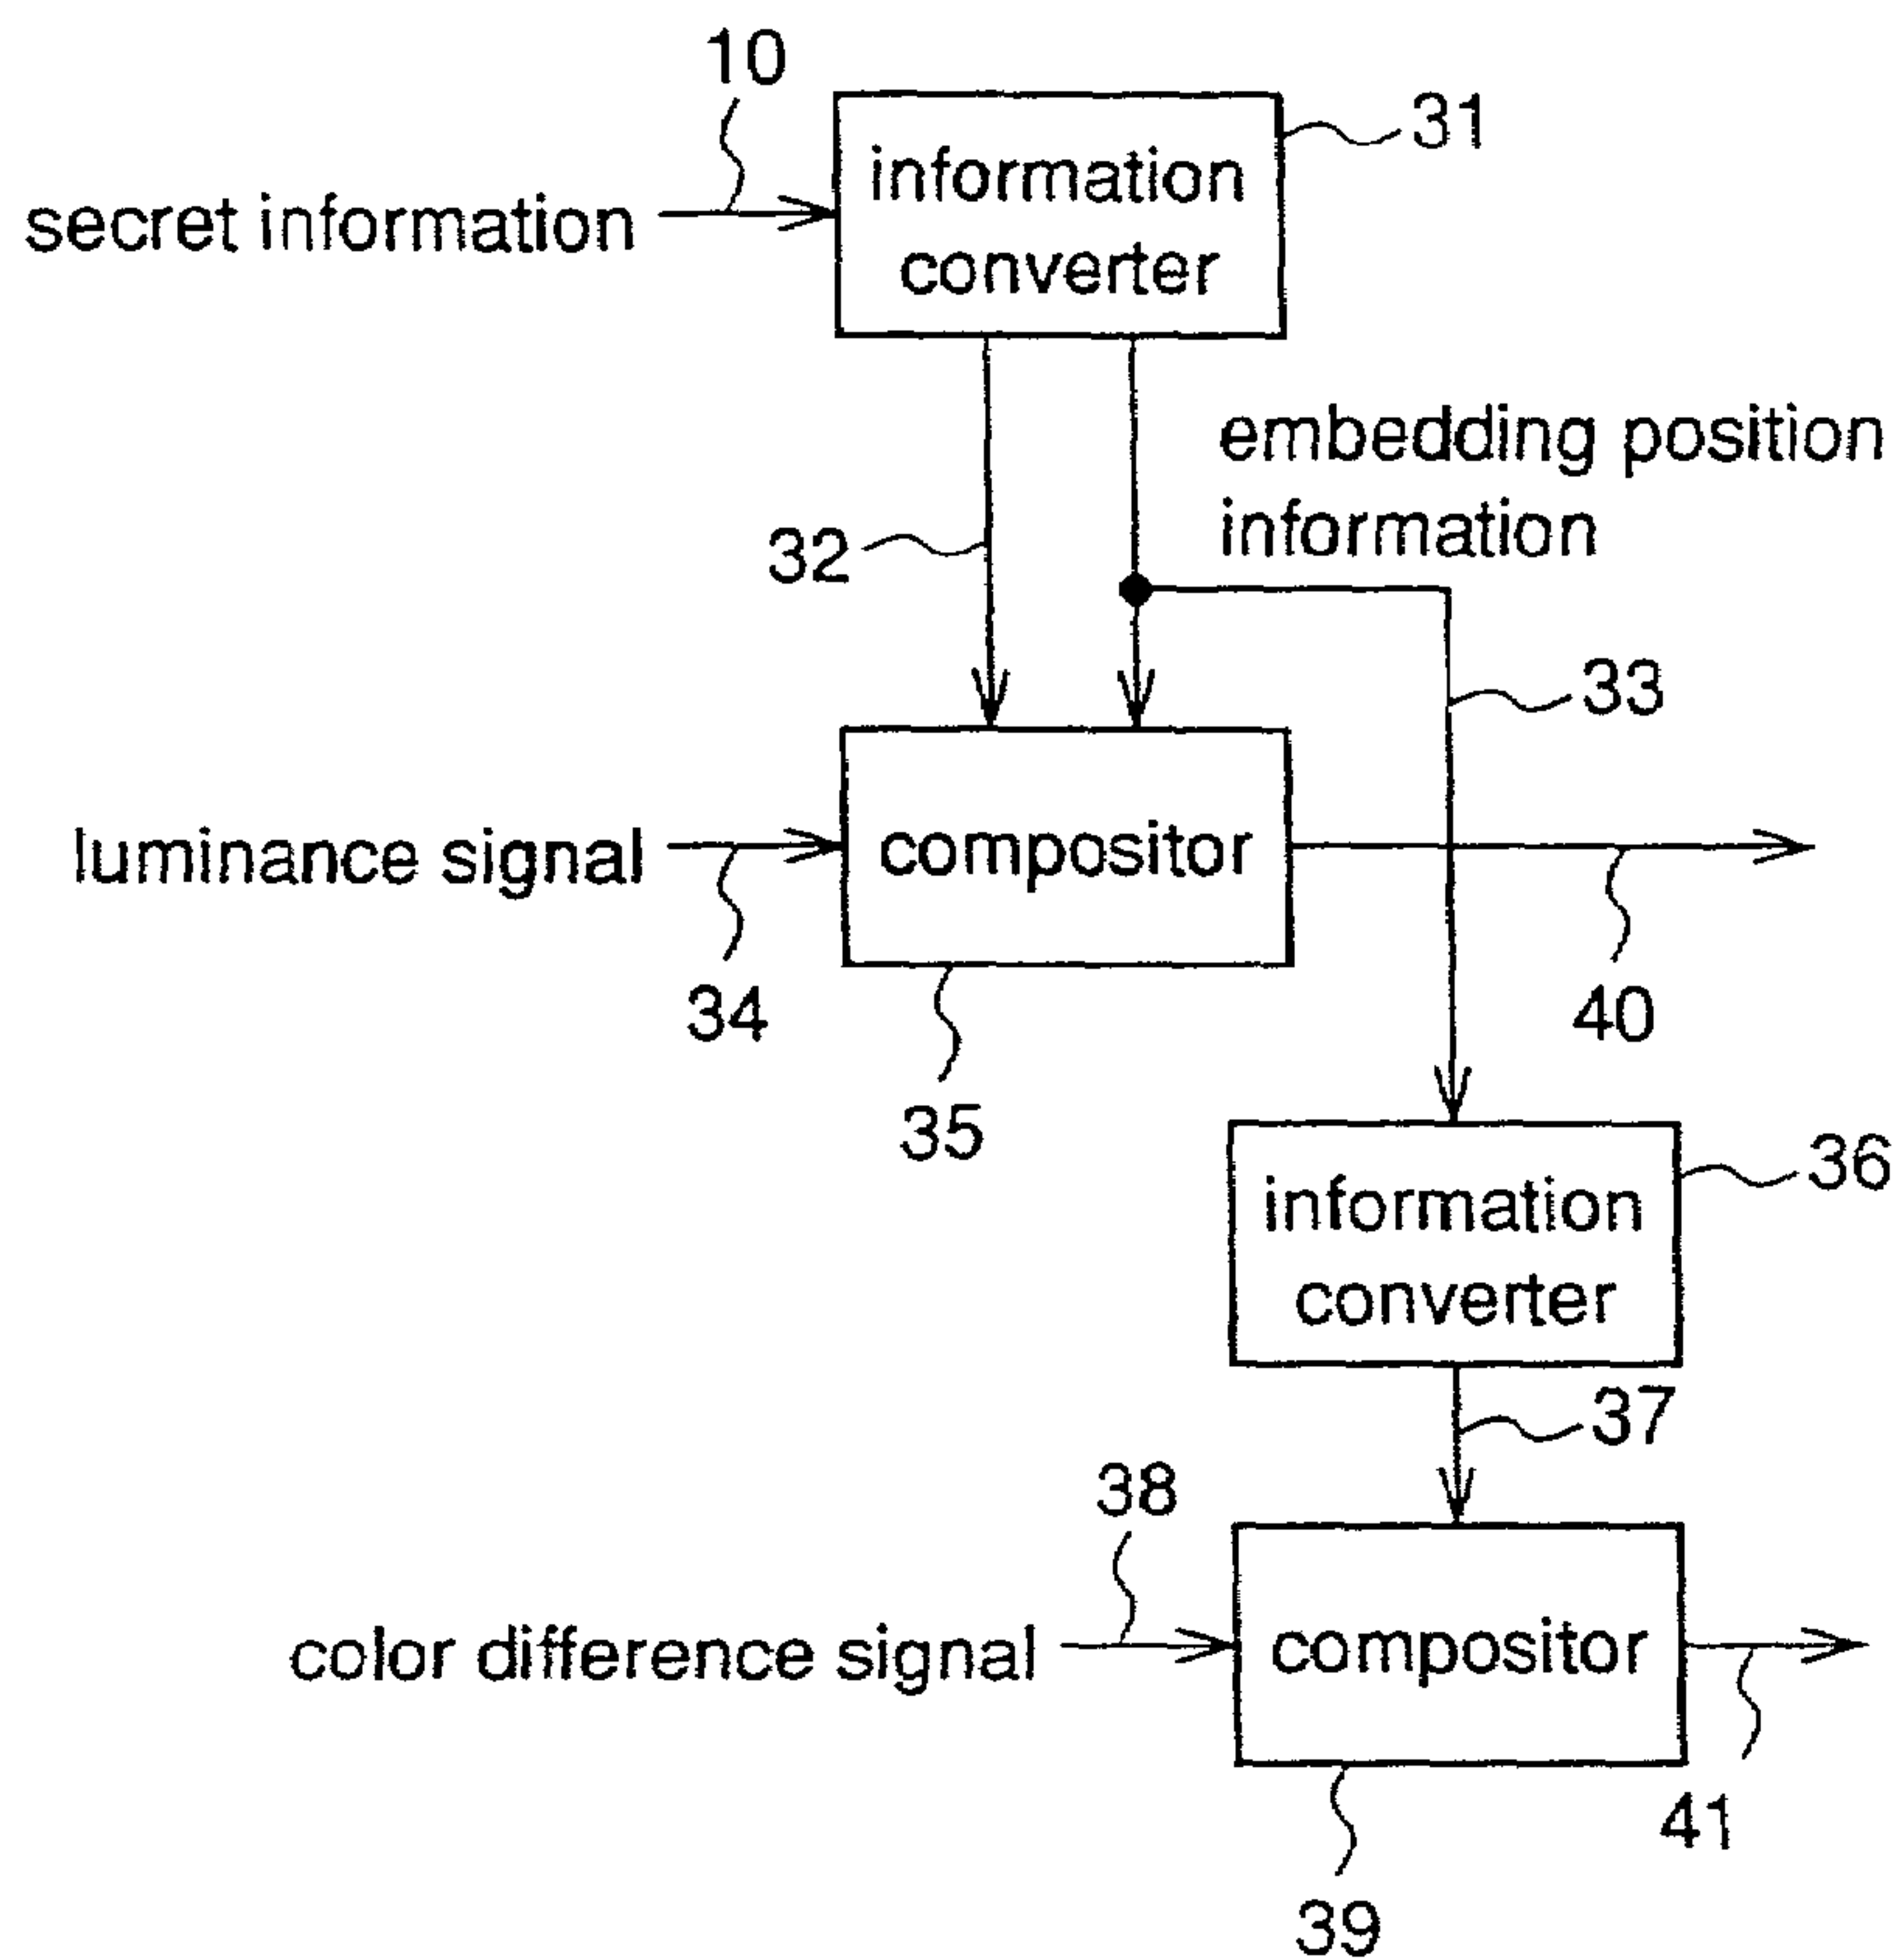 10
31
information
converter
secret information
embedding position
information
32
33
luminance signal
compositor
34
40
35
36
information
converter
37
38
color difference signal
compositor
41
39